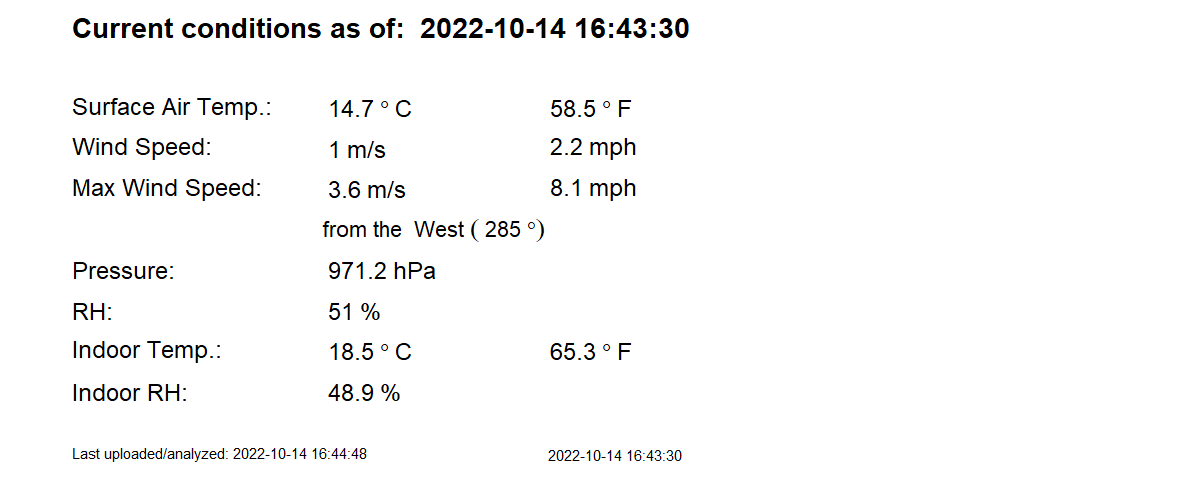 Current conditions as of:  2022-10-14 16:43:30
Surface Air Temp.: 14.7 ° C 58.5 ° F
Wind Speed: 1 m/s 2.2 mph
Max Wind Speed: 3.6 m/s 8.1 mph
from the  West ( 285 °)
Pressure: 971.2 hPa
RH: 51 %
Indoor Temp.: 18.5 ° C 65.3 ° F
Indoor RH: 48.9 %
Last uploaded/analyzed: 2022-10-14 16:44:48 2022-10-14 16:43:30